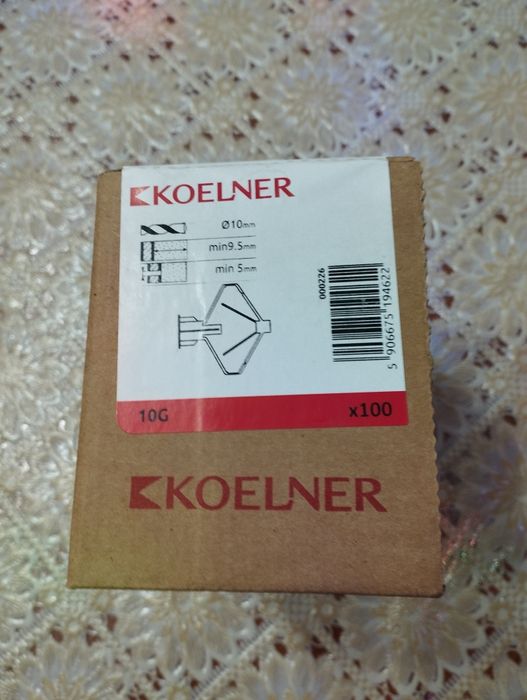 KOELNER
Ø10mm
min9.5mm
min 5mm
000226
5 906675 194622
10G
x100
KOELNER